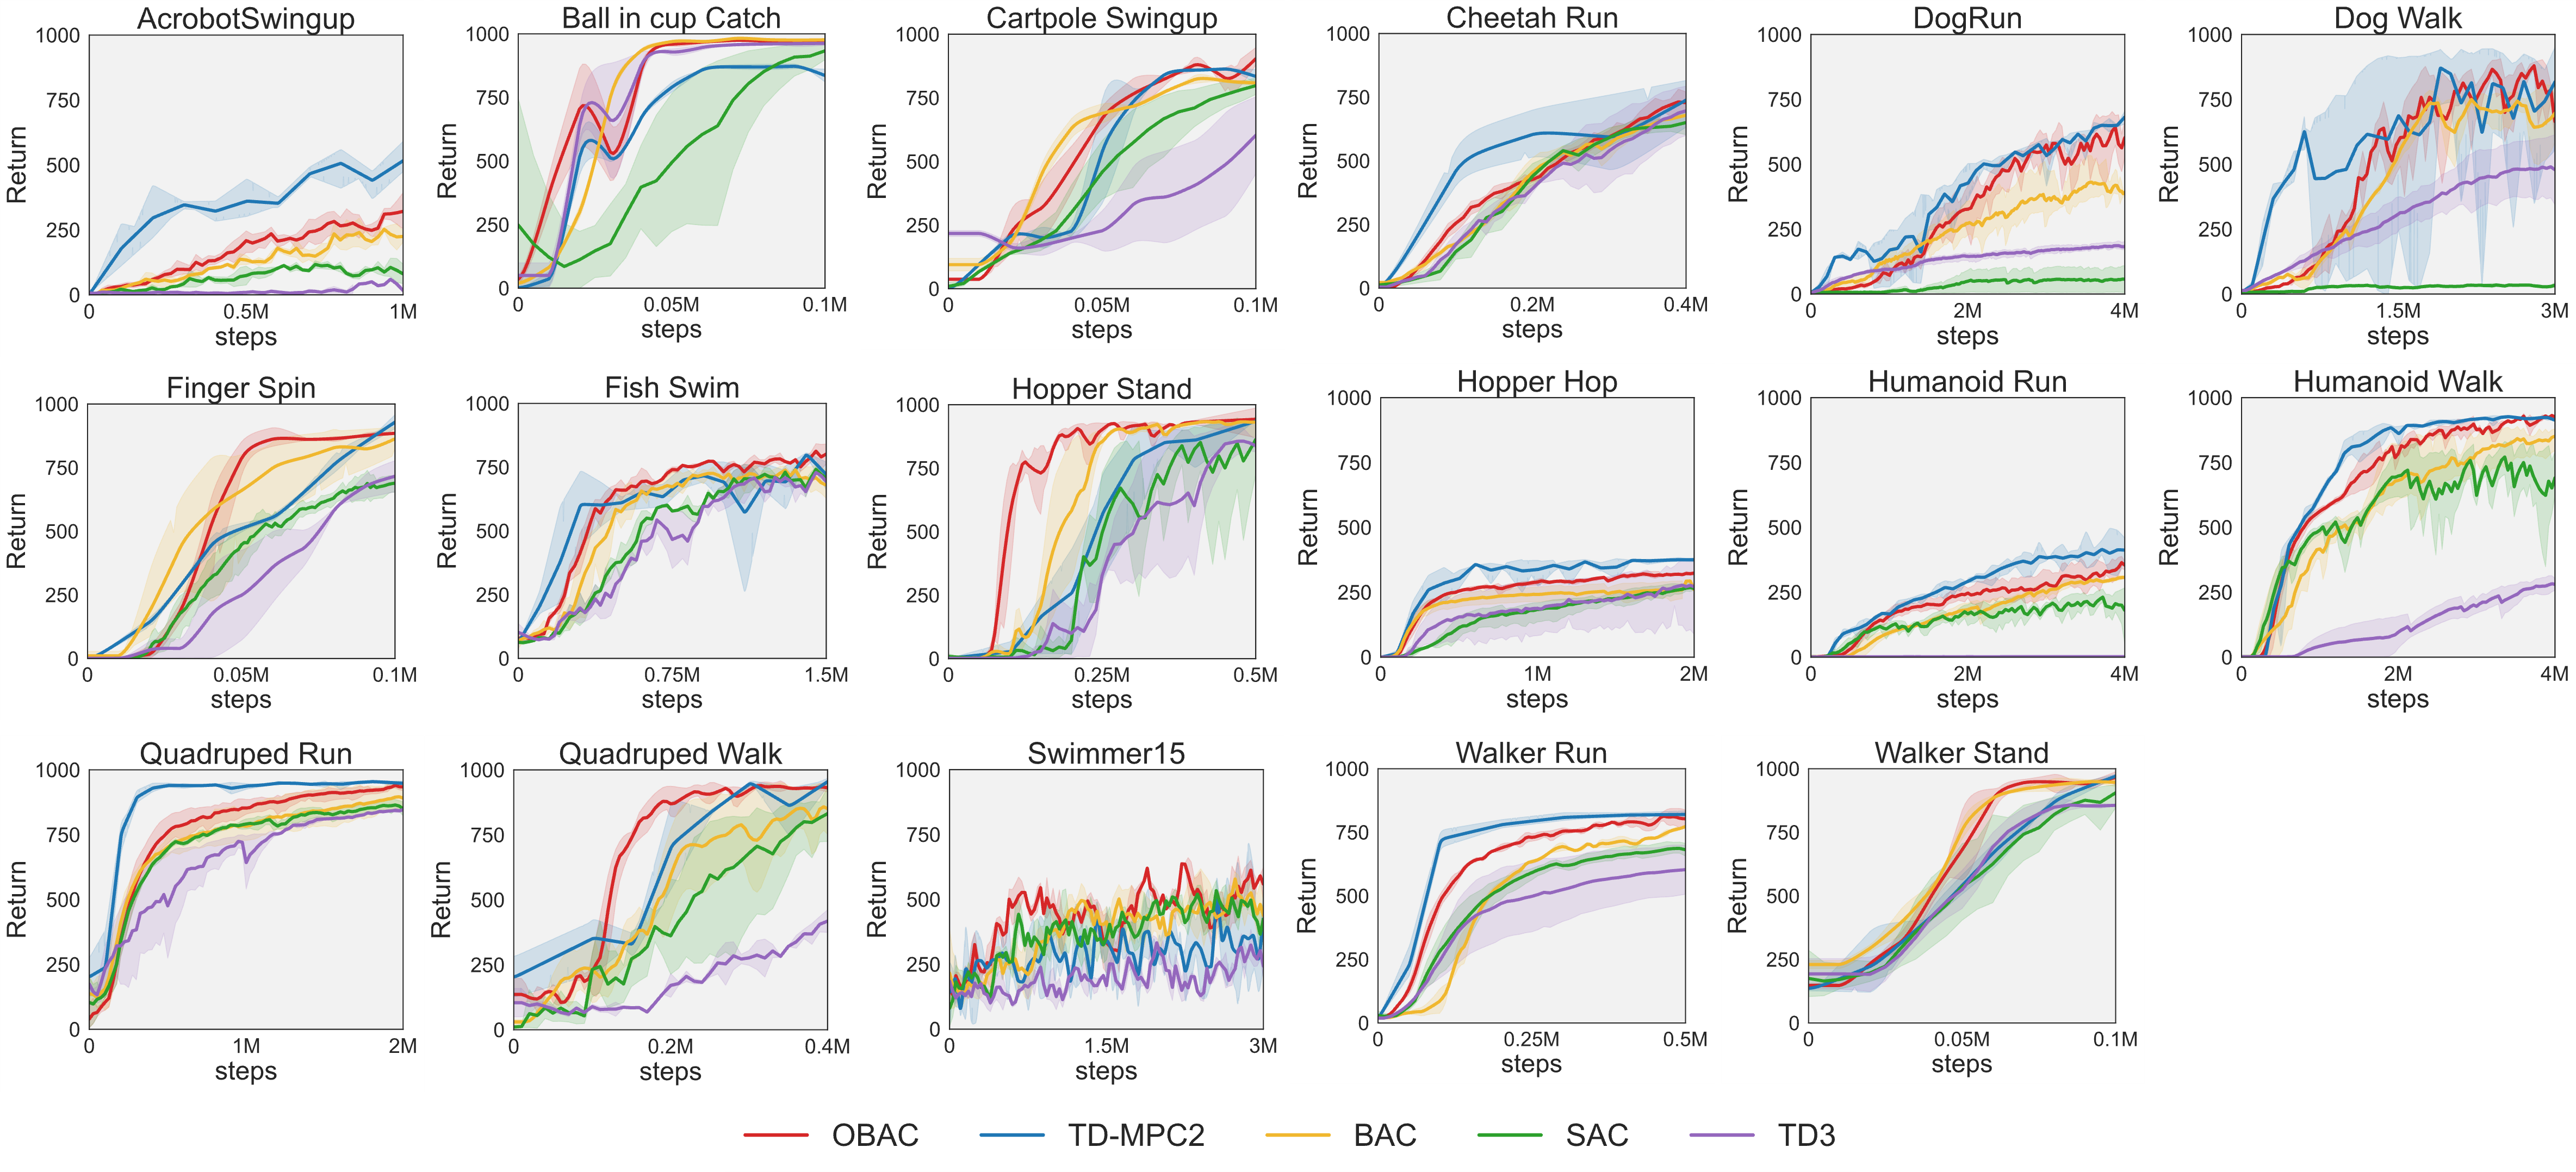 AcrobotSwingup
Ball in cup Catch
Cartpole Swingup
Cheetah Run
DogRun
Dog Walk
1000
750
500
250
0
Return
0 0.5M 1M
steps
1000
750
500
250
0
Return
0 0.05M 0.1M
steps
1000
750
500
250
0
Return
0 0.05M 0.1M
steps
1000
750
500
250
0
Return
0 0.2M 0.4M
steps
1000
750
500
250
0
Return
0 2M 4M
steps
1000
750
500
250
0
Return
0 1.5M 3M
steps
Finger Spin
Fish Swim
Hopper Stand
Hopper Hop
Humanoid Run
Humanoid Walk
1000
750
500
250
0
Return
0 0.05M 0.1M
steps
1000
750
500
250
0
Return
0 0.75M 1.5M
steps
1000
750
500
250
0
Return
0 0.25M 0.5M
steps
1000
750
500
250
0
Return
0 1M 2M
steps
1000
750
500
250
0
Return
0 2M 4M
steps
1000
750
500
250
0
Return
0 2M 4M
steps
Quadruped Run
Quadruped Walk
Swimmer15
Walker Run
Walker Stand
1000
750
500
250
0
Return
0 1M 2M
steps
1000
750
500
250
0
Return
0 0.2M 0.4M
steps
1000
750
500
250
0
Return
0 1.5M 3M
steps
1000
750
500
250
0
Return
0 0.25M 0.5M
steps
1000
750
500
250
0
Return
0 0.05M 0.1M
steps
OBAC TD-MPC2 BAC SAC TD3